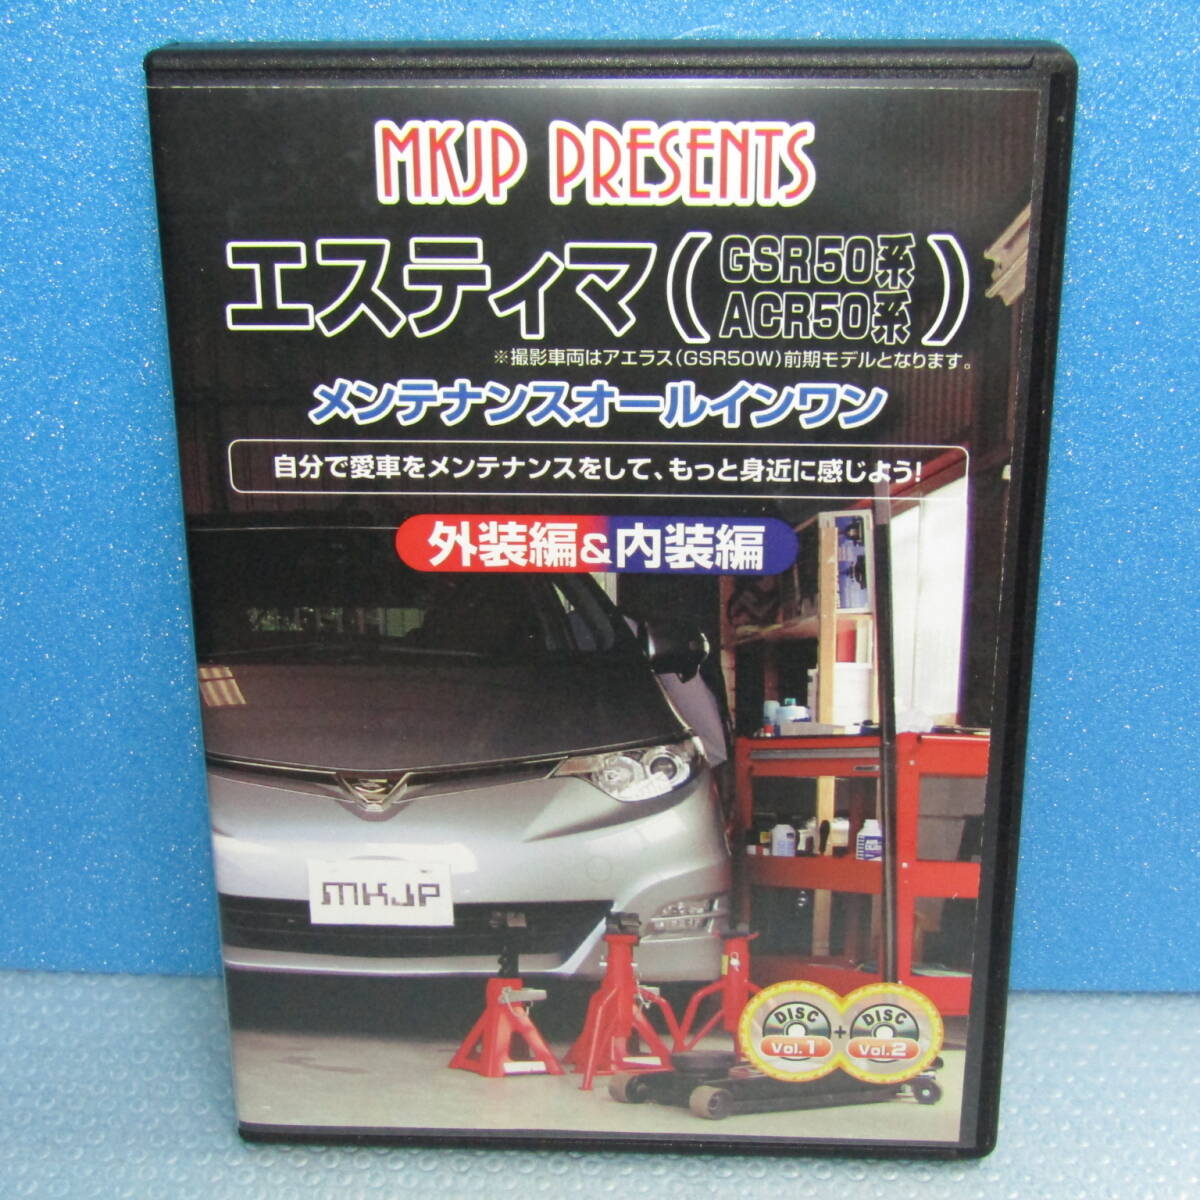 MKJP PRESENTS
エスティマ(GSR50系 ACR50系)
※撮影車両はアエラス(GSR50W)前期モデルとなります。
メンテナンスオールインワン
自分で愛車をメンテナンスをして、もっと身近に感じよう!
外装編&内装編
MKJP
DISC Vol.1 + DISC Vol.2